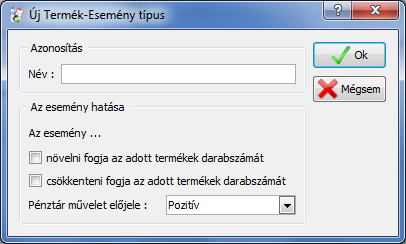 Új Termék-Esemény típus
Azonosítás
Név :
Ok
Mégsem
Az esemény hatása
Az esemény ...
növelni fogja az adott termékek darabszámát
csökkenteni fogja az adott termékek darabszámát
Pénztár művelet előjele :
Pozitív